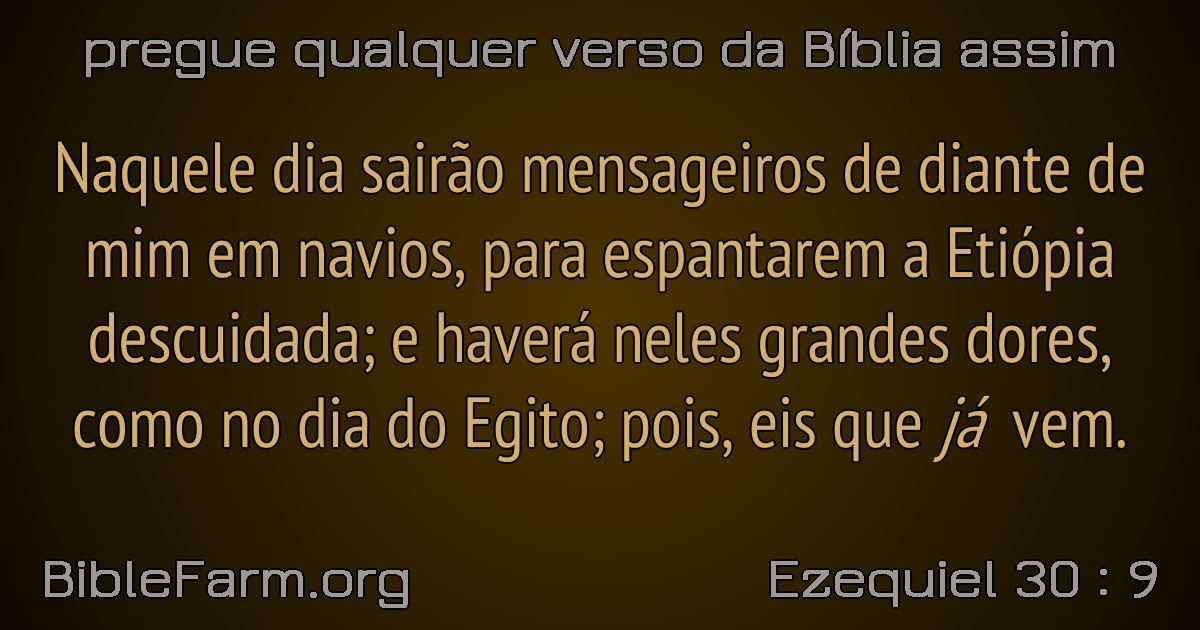 pregue qualquer verso da Bíblia assim
Naquele dia sairão mensageiros de diante de
mim em navios, para espantarem a Etiópia
descuidada; e haverá neles grandes dores,
como no dia do Egito; pois, eis que já vem.
BibleFarm.org
Ezequiel 30 : 9